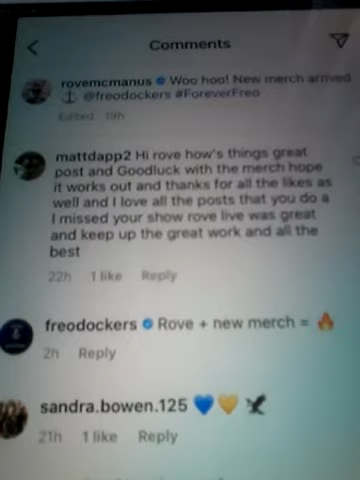 Comments
rovemcmanus Woo hoo! New merch arrived
⚓ @freodockers #ForeverFreo
Edited 19h
mattdapp2 Hi rove how's things great
post and Goodluck with the merch hope
it works out and thanks for all the likes as
well and I love all the posts that you do a
I missed your show rove live was great
and keep up the great work and all the
best
22h 1 like Reply
freodockers Rove + new merch = 🔥
2h Reply
sandra.bowen.125 💙💛🦅
21h 1 like Reply